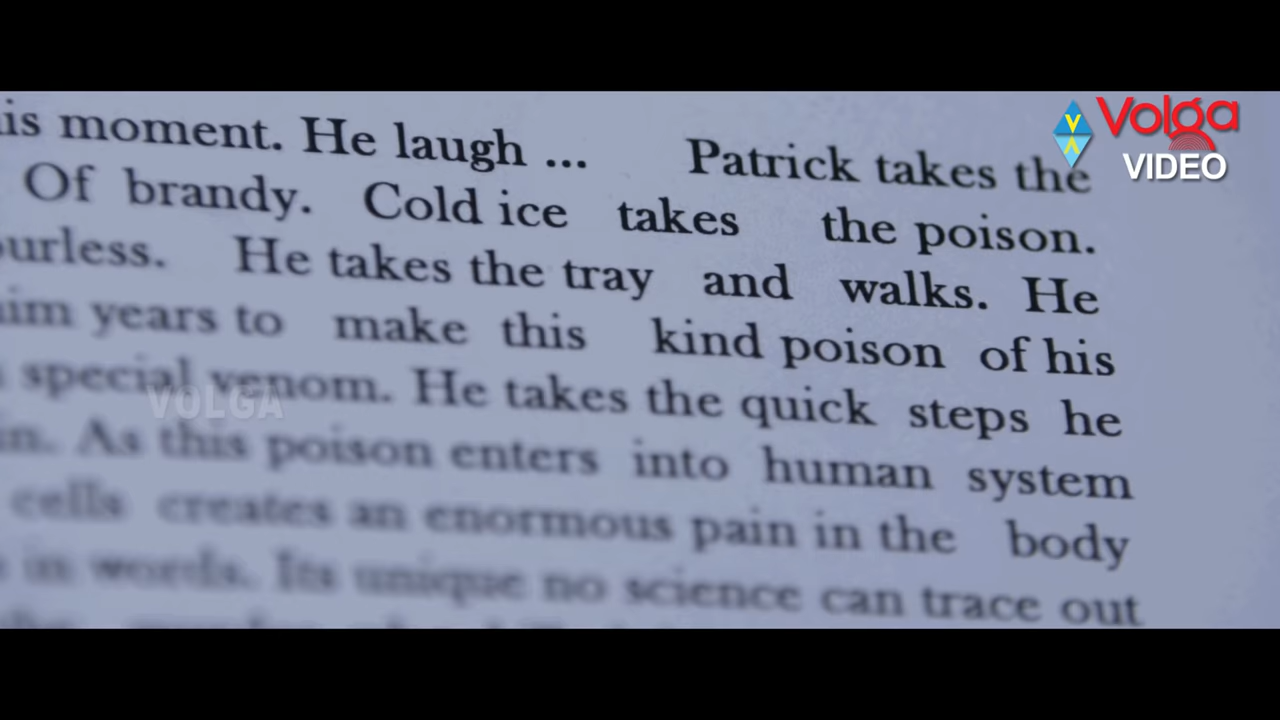 Volga
VIDEO
is moment. He laugh ... Patrick takes the
Of brandy. Cold ice takes the poison.
urless. He takes the tray and walks. He
im years to make this kind poison of his
special venom. He takes the quick steps he
in. As this poison enters into human system
cells creates an enormous pain in the body
in words. Its unique no science can trace out
VOLGA